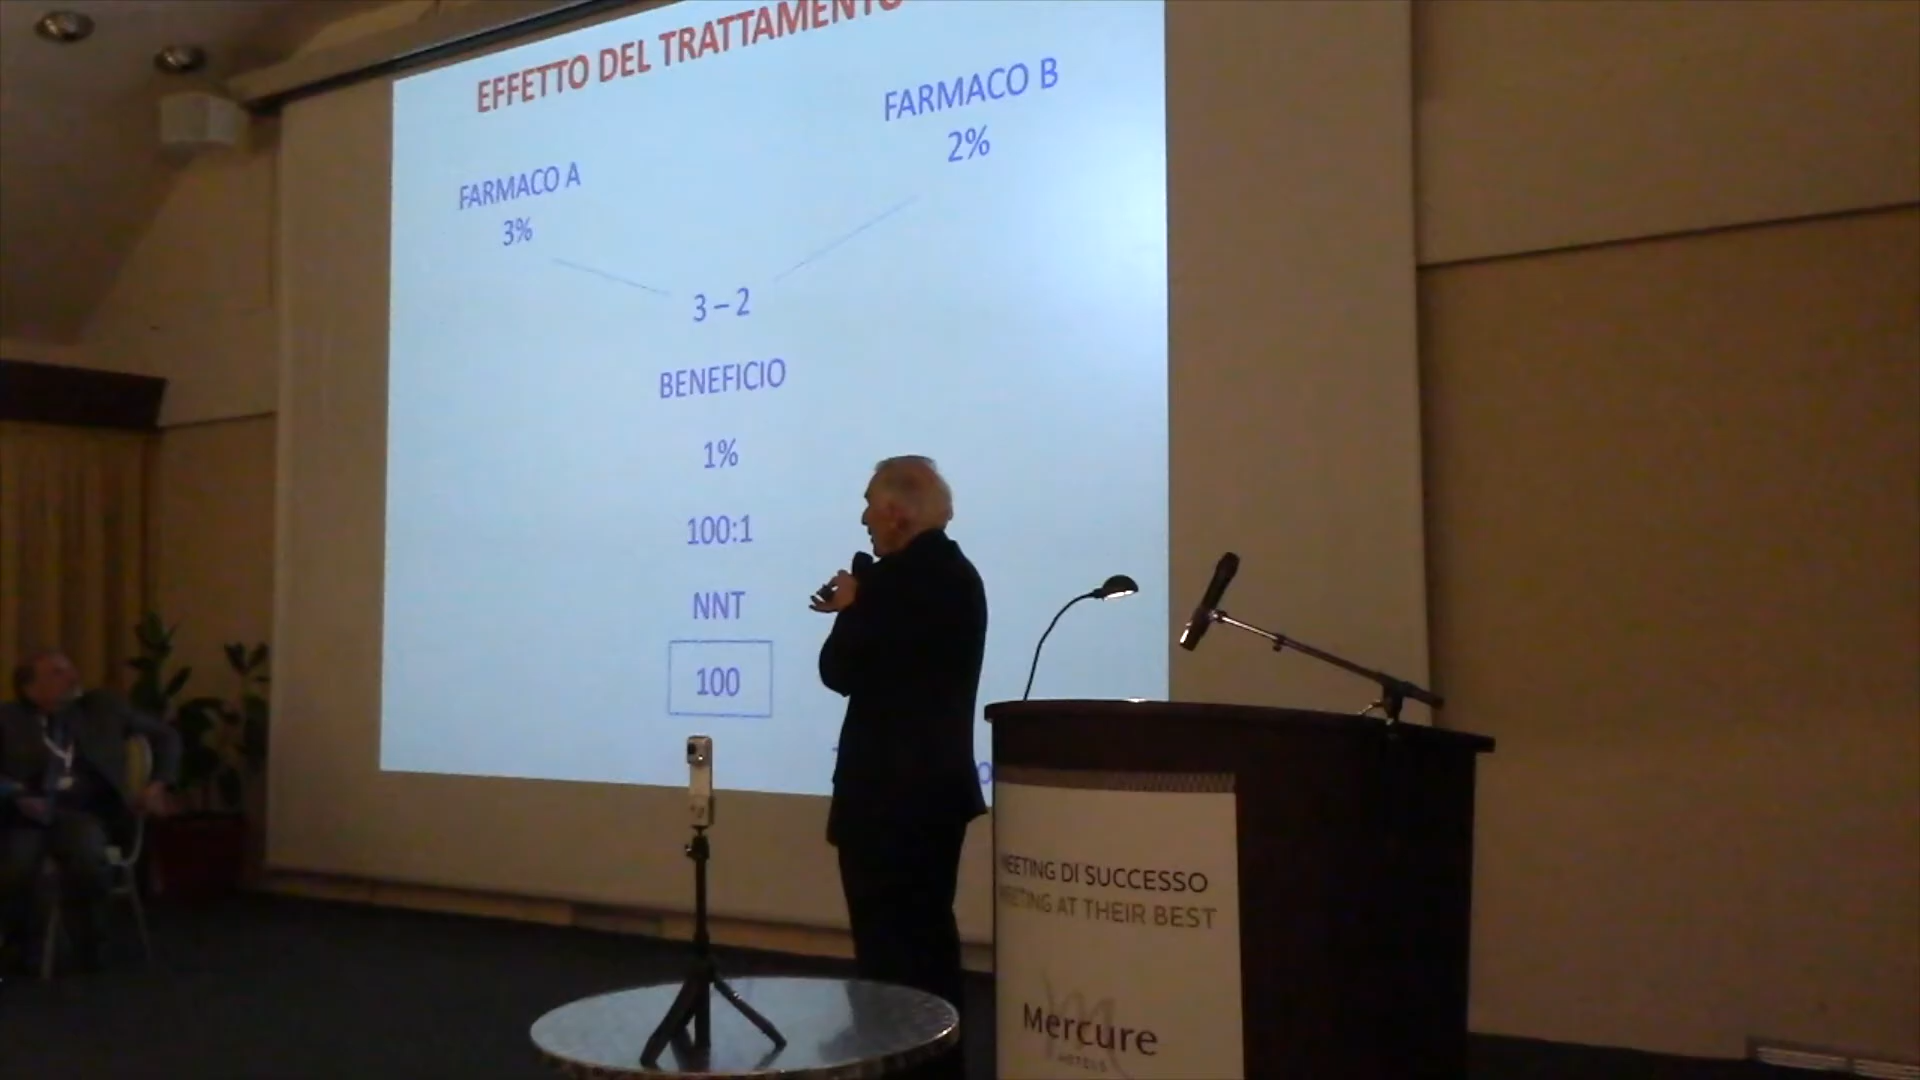 EFFETTO DEL TRATTAMENTO
FARMACO A
3%
FARMACO B
2%
3 – 2
BENEFICIO
1%
100:1
NNT
100
MEETING DI SUCCESSO
MEETING AT THEIR BEST
Mercure
HOTELS